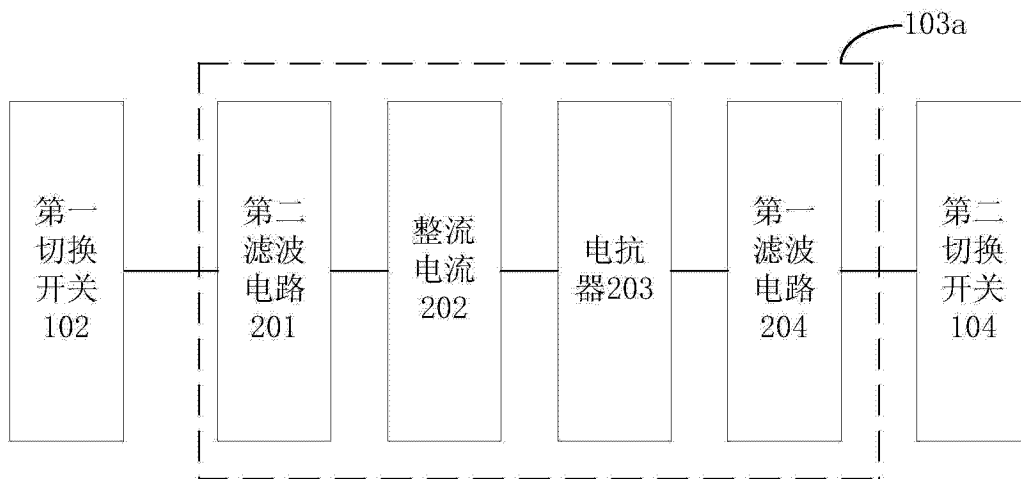 103a
第一
切换
开关
102
第二
滤波
电路
201
整流
电流
202
电抗
器203
第一
滤波
电路
204
第二
切换
开关
104